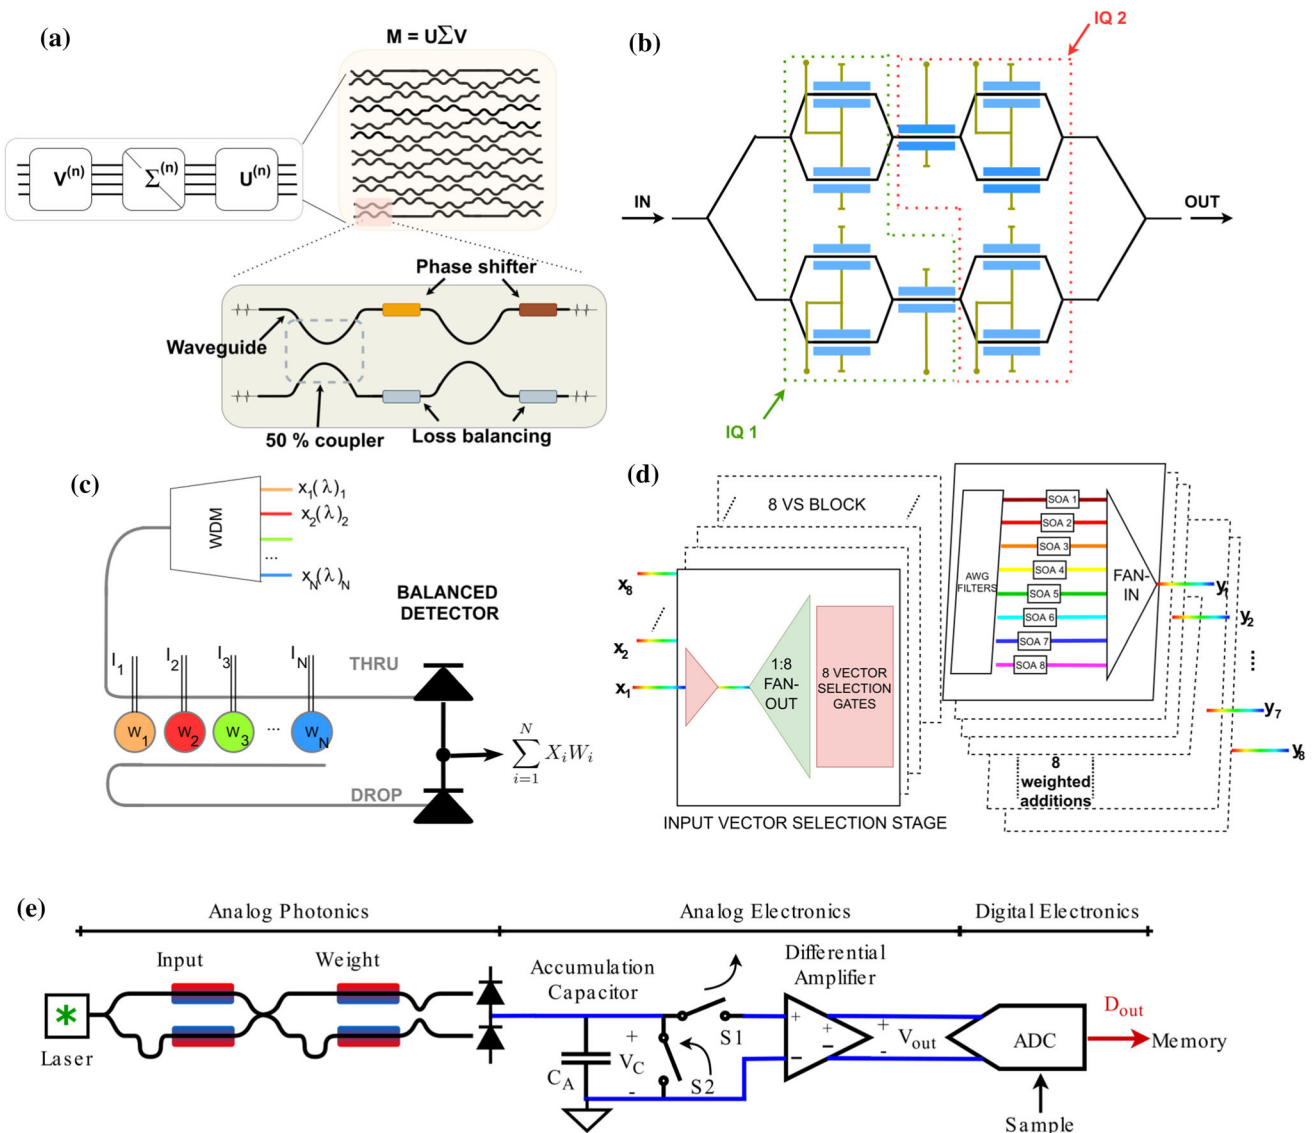 (a)
M = UΣV
V(n)
Σ(n)
U(n)
Phase shifter
Waveguide
50 % coupler
Loss balancing
(b)
IQ 2
IN
OUT
IQ 1
(c)
WDM
x1(λ)1
x2(λ)2
...
xN(λ)N
BALANCED
DETECTOR
I1
I2
I3
IN
THRU
W1
W2
W3
...
WN
DROP
∑ i=1 N XiWi
(d)
8 VS BLOCK
x8
x2
x1
1:8
FAN-
OUT
8 VECTOR
SELECTION
GATES
INPUT VECTOR SELECTION STAGE
AWG
FILTERS
SOA 1
SOA 2
SOA 3
SOA 4
SOA 5
SOA 6
SOA 7
SOA 8
FAN-
IN
y1
y2
y7
y8
8
weighted
additions
(e)
Analog Photonics
Analog Electronics
Digital Electronics
Input
Weight
Accumulation
Capacitor
Differential
Amplifier
Laser
CA
+
VC
-
S2
S1
+
−
+
−
+
Vout
-
ADC
Dout
Memory
Sample